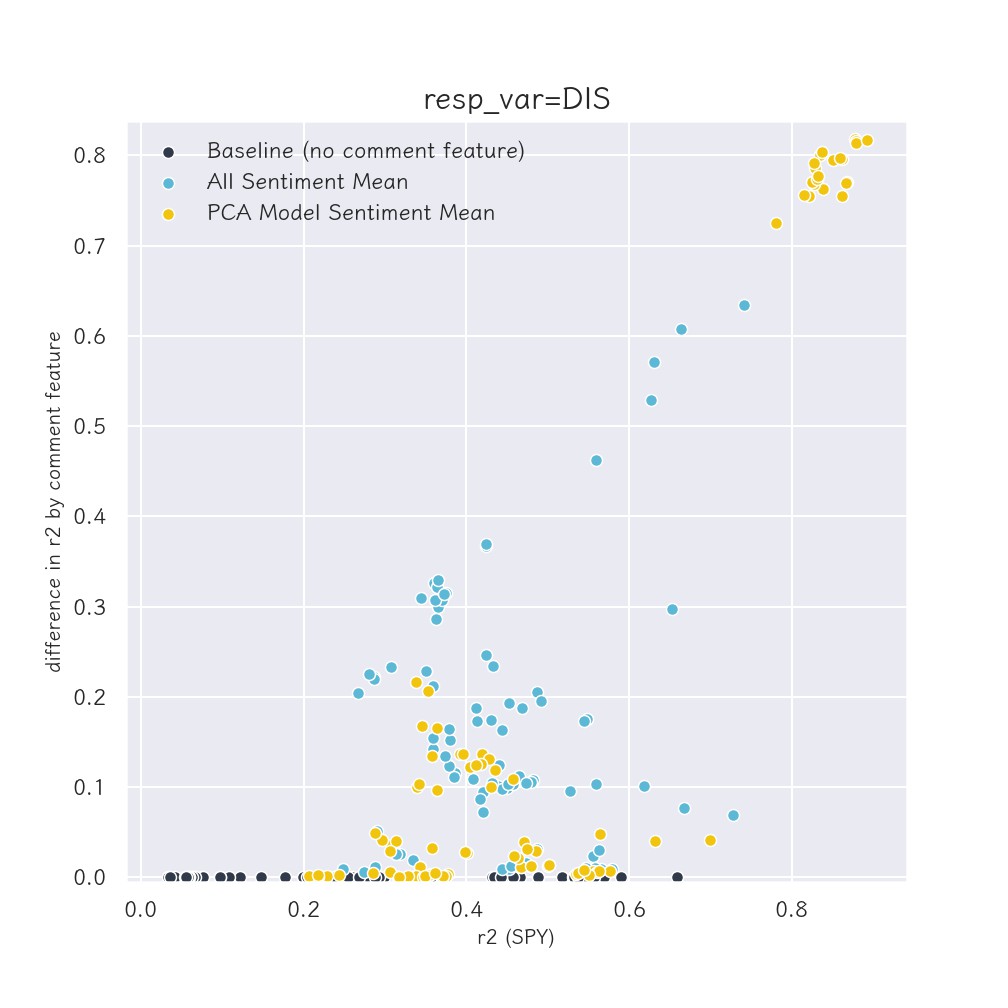 resp_var=DIS
Baseline (no comment feature)
All Sentiment Mean
PCA Model Sentiment Mean
difference in r2 by comment feature
0.8
0.7
0.6
0.5
0.4
0.3
0.2
0.1
0.0
0.0 0.2 0.4 0.6 0.8
r2 (SPY)